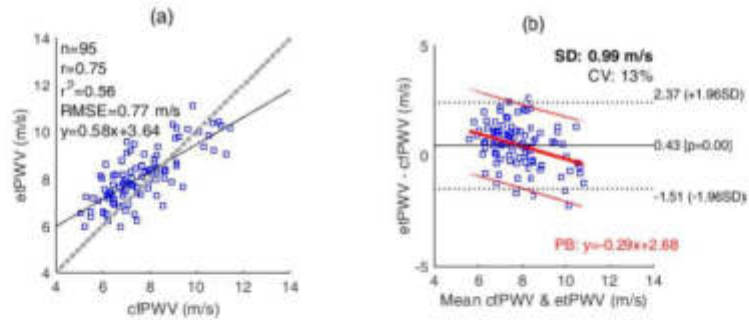 (a)
14
n=95
r=0.75
r²=0.56
RMSE=0.77 m/s
y=0.58x+3.64
12
10
8
6
4
etPWV
(m/s)
4 6 8 10 12 14
cfPWV (m/s)
(b)
5
SD: 0.99 m/s
CV: 13%
2.37 (+1.96SD)
0.43 [p=0.00]
0
-1.51 (-1.96SD)
PB: y=-0.29x+2.68
-5
etPWV - cfPWV (m/s)
4 6 8 10 12 14
Mean cfPWV & etPWV (m/s)